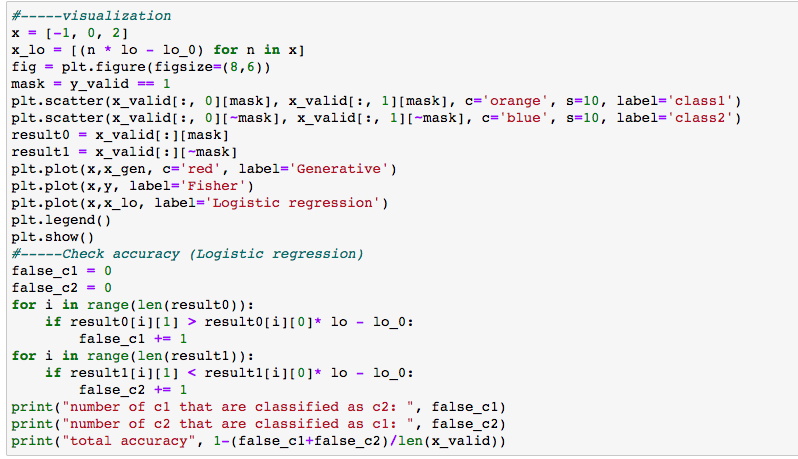 #-----visualization
x = [-1, 0, 2]
x_lo = [(n * lo - lo_0) for n in x]
fig = plt.figure(figsize=(8,6))
mask = y_valid == 1
plt.scatter(x_valid[:, 0][mask], x_valid[:, 1][mask], c='orange', s=10, label='class1')
plt.scatter(x_valid[:, 0][~mask], x_valid[:, 1][~mask], c='blue', s=10, label='class2')
result0 = x_valid[:][mask]
result1 = x_valid[:][~mask]
plt.plot(x,x_gen, c='red', label='Generative')
plt.plot(x,y, label='Fisher')
plt.plot(x,x_lo, label='Logistic regression')
plt.legend()
plt.show()
#-----Check accuracy (Logistic regression)
false_c1 = 0
false_c2 = 0
for i in range(len(result0)):
    if result0[i][1] > result0[i][0]* lo - lo_0:
        false_c1 += 1
for i in range(len(result1)):
    if result1[i][1] < result1[i][0]* lo - lo_0:
        false_c2 += 1
print("number of c1 that are classified as c2: ", false_c1)
print("number of c2 that are classified as c1: ", false_c2)
print("total accuracy", 1-(false_c1+false_c2)/len(x_valid))